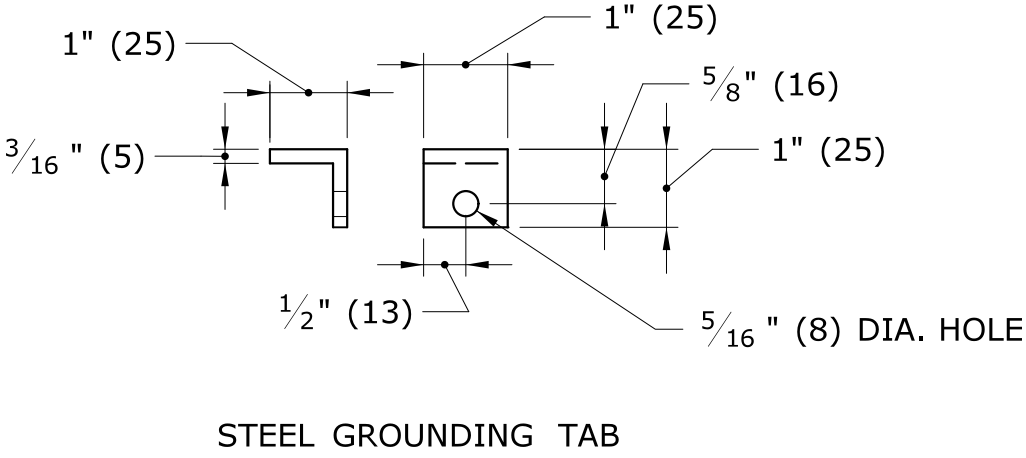 1" (25)
1" (25)
5/8" (16)
3/16 " (5)
1" (25)
1/2" (13)
5/16 " (8) DIA. HOLE
STEEL GROUNDING TAB